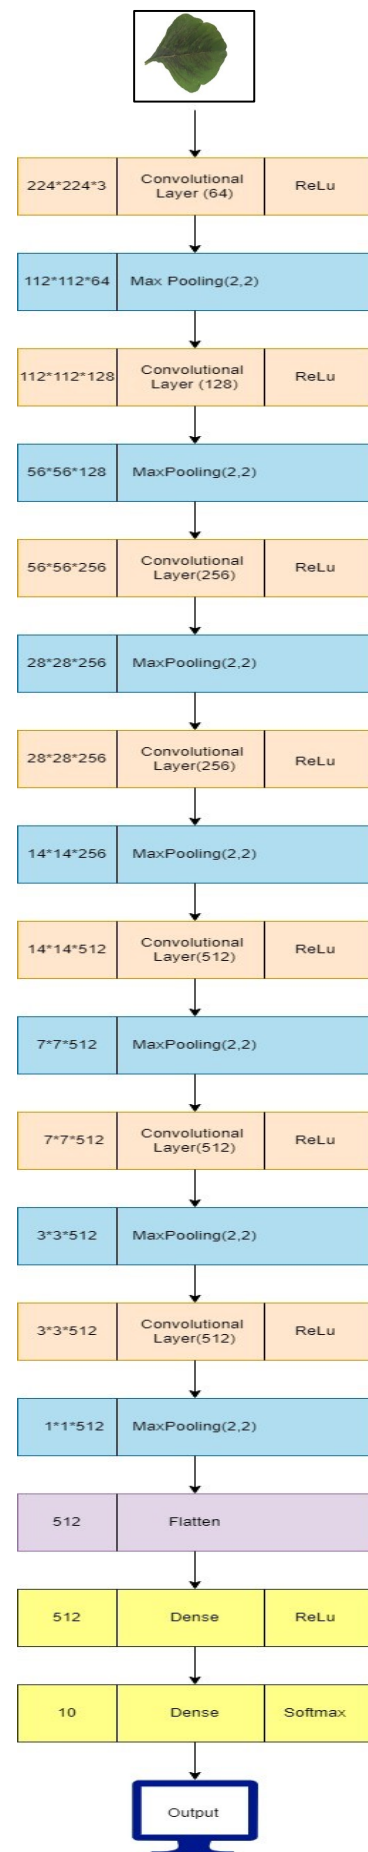 224*224*3 Convolutional Layer (64) ReLu
112*112*64 Max Pooling(2,2)
112*112*128 Convolutional Layer (128) ReLu
56*56*128 MaxPooling(2,2)
56*56*256 Convolutional Layer(256) ReLu
28*28*256 MaxPooling(2,2)
28*28*256 Convolutional Layer(256) ReLu
14*14*256 MaxPooling(2,2)
14*14*512 Convolutional Layer(512) ReLu
7*7*512 MaxPooling(2,2)
7*7*512 Convolutional Layer(512) ReLu
3*3*512 MaxPooling(2,2)
3*3*512 Convolutional Layer(512) ReLu
1*1*512 MaxPooling(2,2)
512 Flatten
512 Dense ReLu
10 Dense Softmax
Output